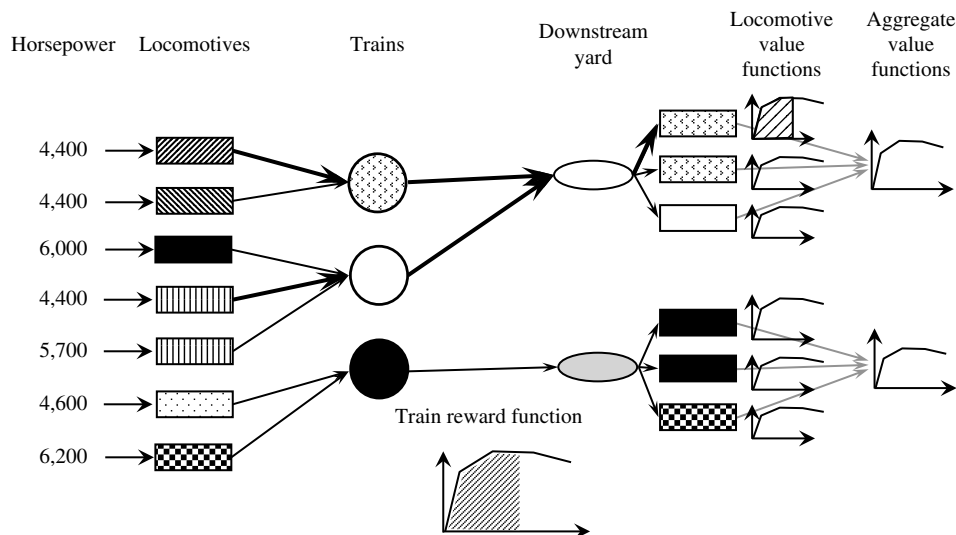 Horsepower
Locomotives
Trains
Downstream
yard
Locomotive
value
functions
Aggregate
value
functions
4,400
4,400
6,000
4,400
5,700
4,600
6,200
Train reward function